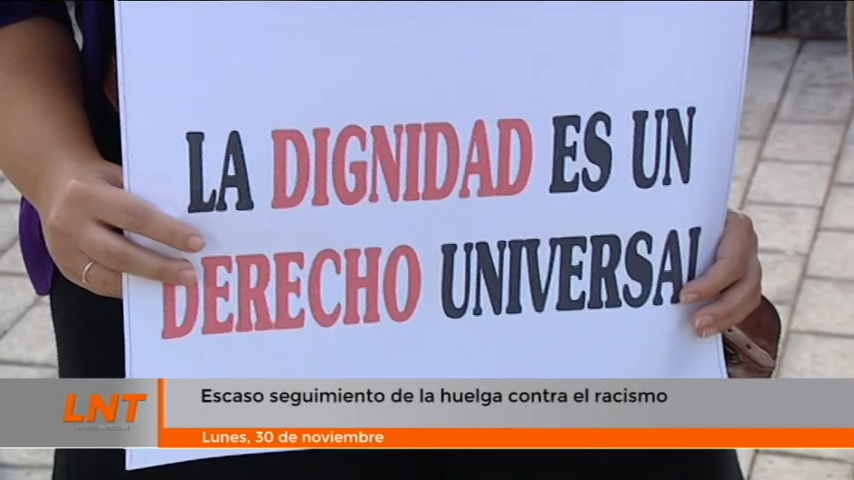 LA DIGNIDAD ES UN
DERECHO UNIVERSAL
LNT
Escaso seguimiento de la huelga contra el racismo
Lunes, 30 de noviembre